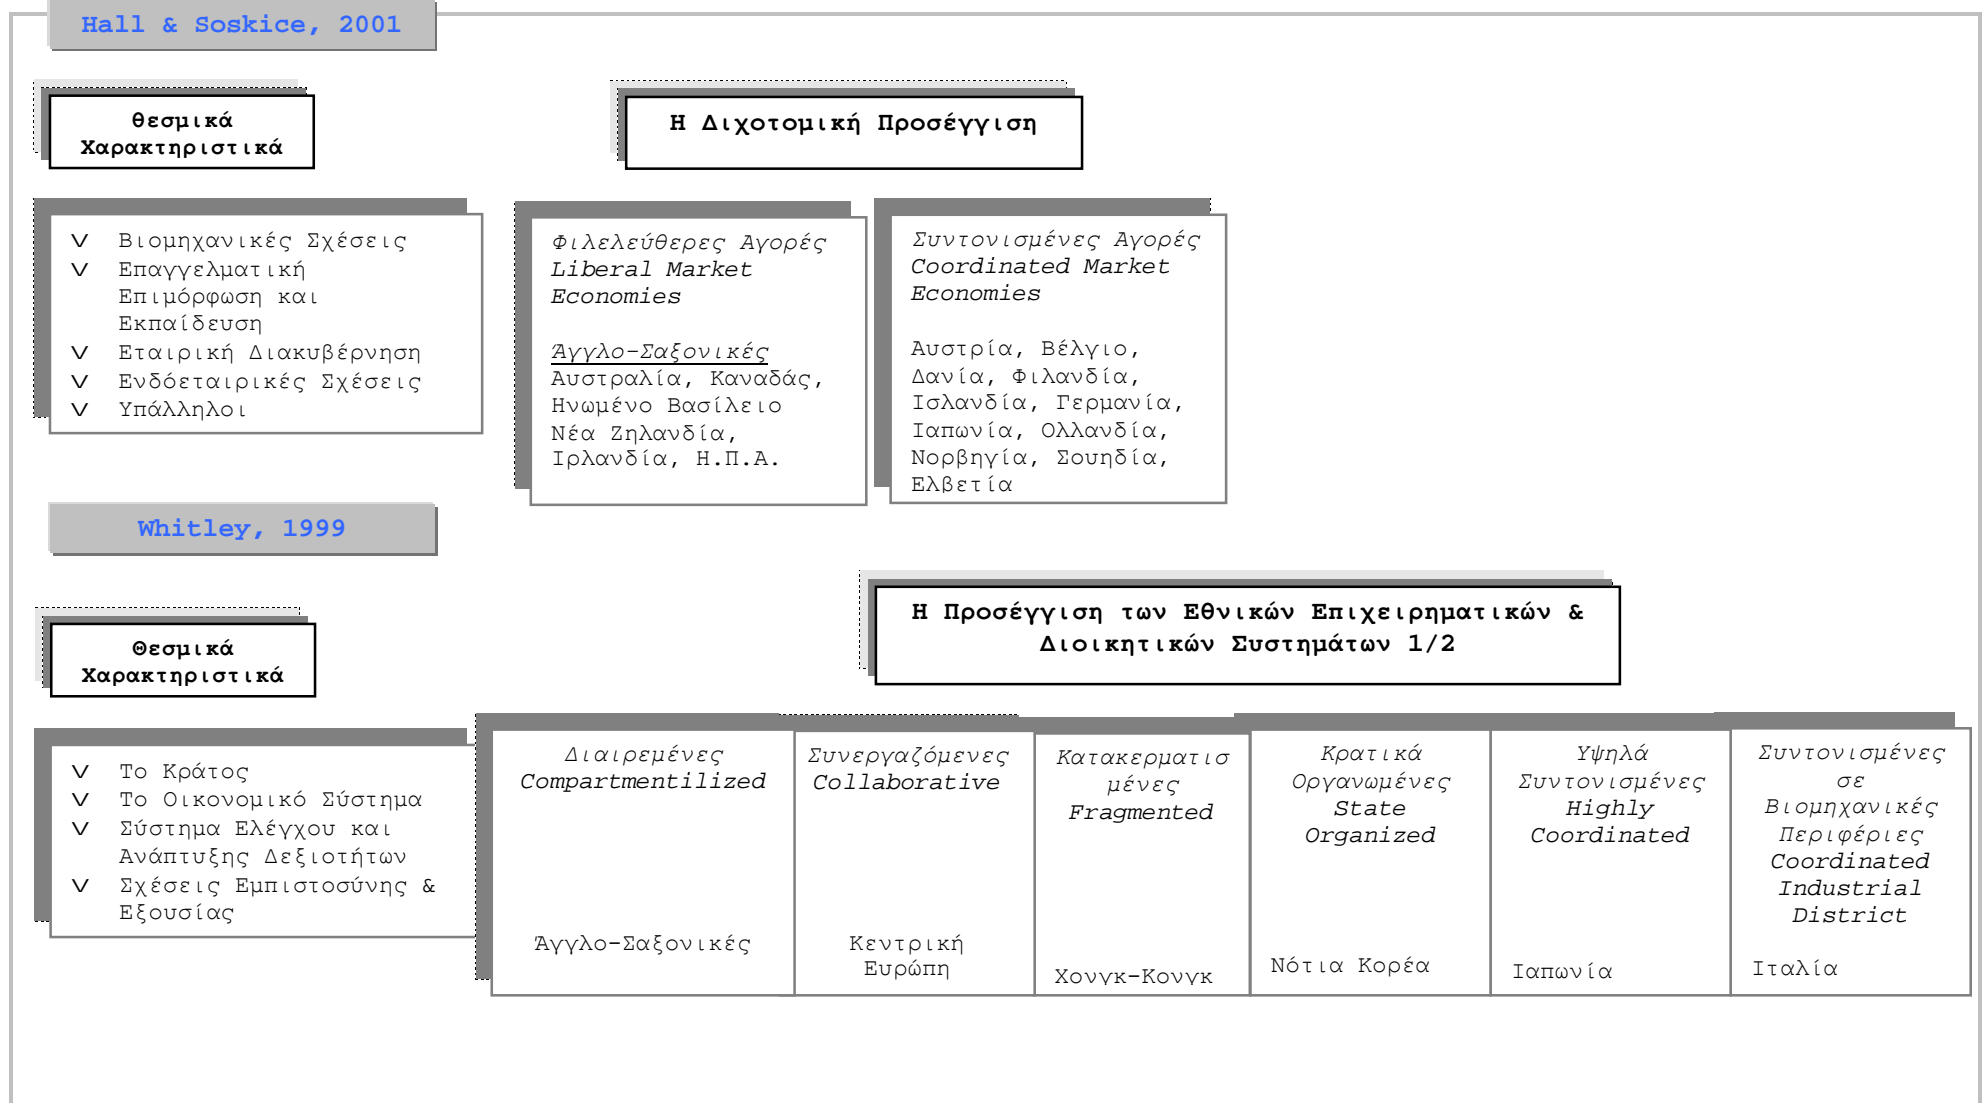 Hall & Soskice, 2001
Θεσμικά
Χαρακτηριστικά
Η Διχοτομική Προσέγγιση
v Βιομηχανικές Σχέσεις
v Επαγγελματική
Επιμόρφωση και
Εκπαίδευση
v Εταιρική Διακυβέρνηση
v Ενδόεταιρικές Σχέσεις
v Υπάλληλοι
Φιλελεύθερες Αγορές
Liberal Market
Economies
Άγγλο-Σαξονικές
Αυστραλία, Καναδάς,
Ηνωμένο Βασίλειο
Νέα Ζηλανδία,
Ιρλανδία, Η.Π.Α.
Συντονισμένες Αγορές
Coordinated Market
Economies
Αυστρία, Βέλγιο,
Δανία, Φιλανδία,
Ισλανδία, Γερμανία,
Ιαπωνία, Ολλανδία,
Νορβηγία, Σουηδία,
Ελβετία
Whitley, 1999
Θεσμικά
Χαρακτηριστικά
Η Προσέγγιση των Εθνικών Επιχειρηματικών &
Διοικητικών Συστημάτων 1/2
v Το Κράτος
v Το Οικονομικό Σύστημα
v Σύστημα Ελέγχου και
Ανάπτυξης Δεξιοτήτων
v Σχέσεις Εμπιστοσύνης &
Εξουσίας
Διαιρεμένες
Compartmentilized
Άγγλο-Σαξονικές
Συνεργαζόμενες
Collaborative
Κεντρική
Ευρώπη
Κατακερματισ
μένες
Fragmented
Χονγκ-Κονγκ
Κρατικά
Οργανωμένες
State
Organized
Νότια Κορέα
Υψηλά
Συντονισμένες
Highly
Coordinated
Ιαπωνία
Συντονισμένες
σε
Βιομηχανικές
Περιφέριες
Coordinated
Industrial
District
Ιταλία